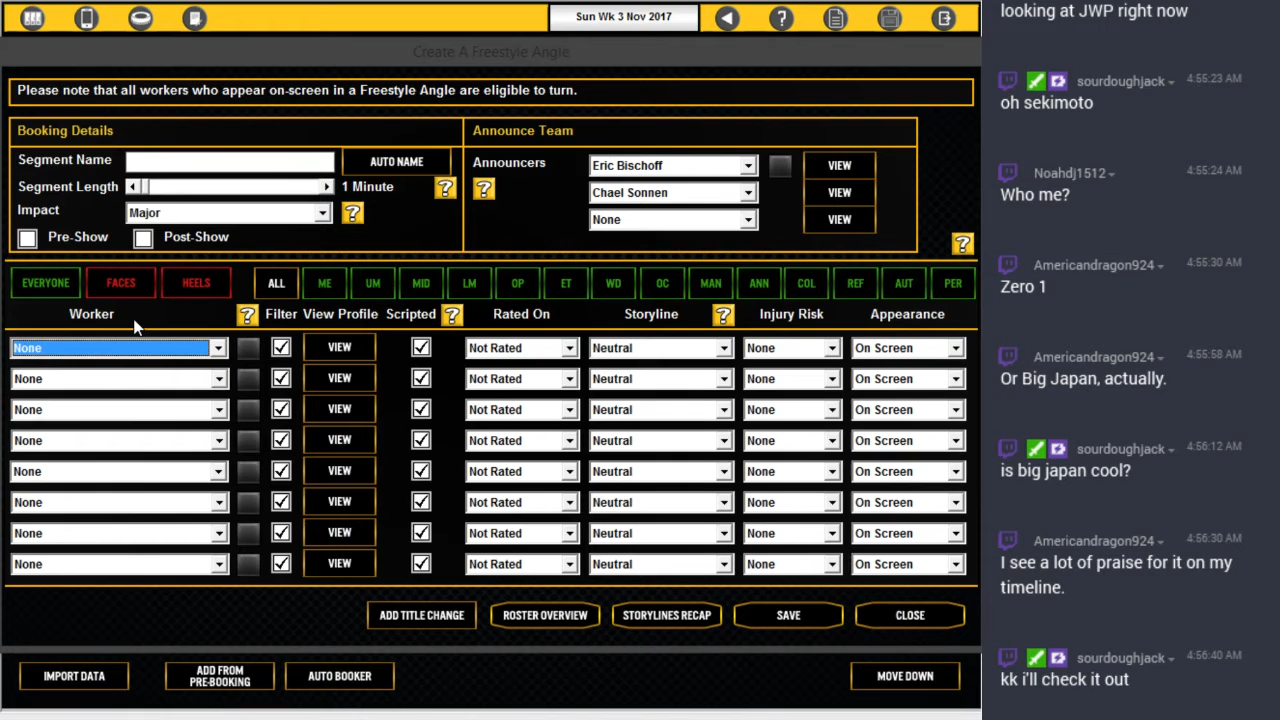 Sun Wk 3 Nov 2017
?
Create A Freestyle Angle
Please note that all workers who appear on-screen in a Freestyle Angle are eligible to turn.
Booking Details
Announce Team
Segment Name
AUTO NAME
Announcers
Eric Bischoff
VIEW
Segment Length
1 Minute
?
?
Chael Sonnen
VIEW
Impact
Major
?
None
VIEW
Pre-Show
Post-Show
?
EVERYONE
FACES
HEELS
ALL
ME
UM
MID
LM
OP
ET
WD
OC
MAN
ANN
COL
REF
AUT
PER
Worker
?
Filter
View Profile
Scripted
?
Rated On
Storyline
?
Injury Risk
Appearance
None VIEW Not Rated Neutral None On Screen
None VIEW Not Rated Neutral None On Screen
None VIEW Not Rated Neutral None On Screen
None VIEW Not Rated Neutral None On Screen
None VIEW Not Rated Neutral None On Screen
None VIEW Not Rated Neutral None On Screen
None VIEW Not Rated Neutral None On Screen
None VIEW Not Rated Neutral None On Screen
ADD TITLE CHANGE
ROSTER OVERVIEW
STORYLINES RECAP
SAVE
CLOSE
IMPORT DATA
ADD FROM
PRE-BOOKING
AUTO BOOKER
MOVE DOWN
looking at JWP right now
sourdoughjack 4:55:23 AM
oh sekimoto
Noahdj1512 4:55:24 AM
Who me?
Americandragon924 4:55:30 AM
Zero 1
Americandragon924 4:55:58 AM
Or Big Japan, actually.
sourdoughjack 4:56:12 AM
is big japan cool?
Americandragon924 4:56:30 AM
I see a lot of praise for it on my
timeline.
sourdoughjack 4:56:40 AM
kk i'll check it out